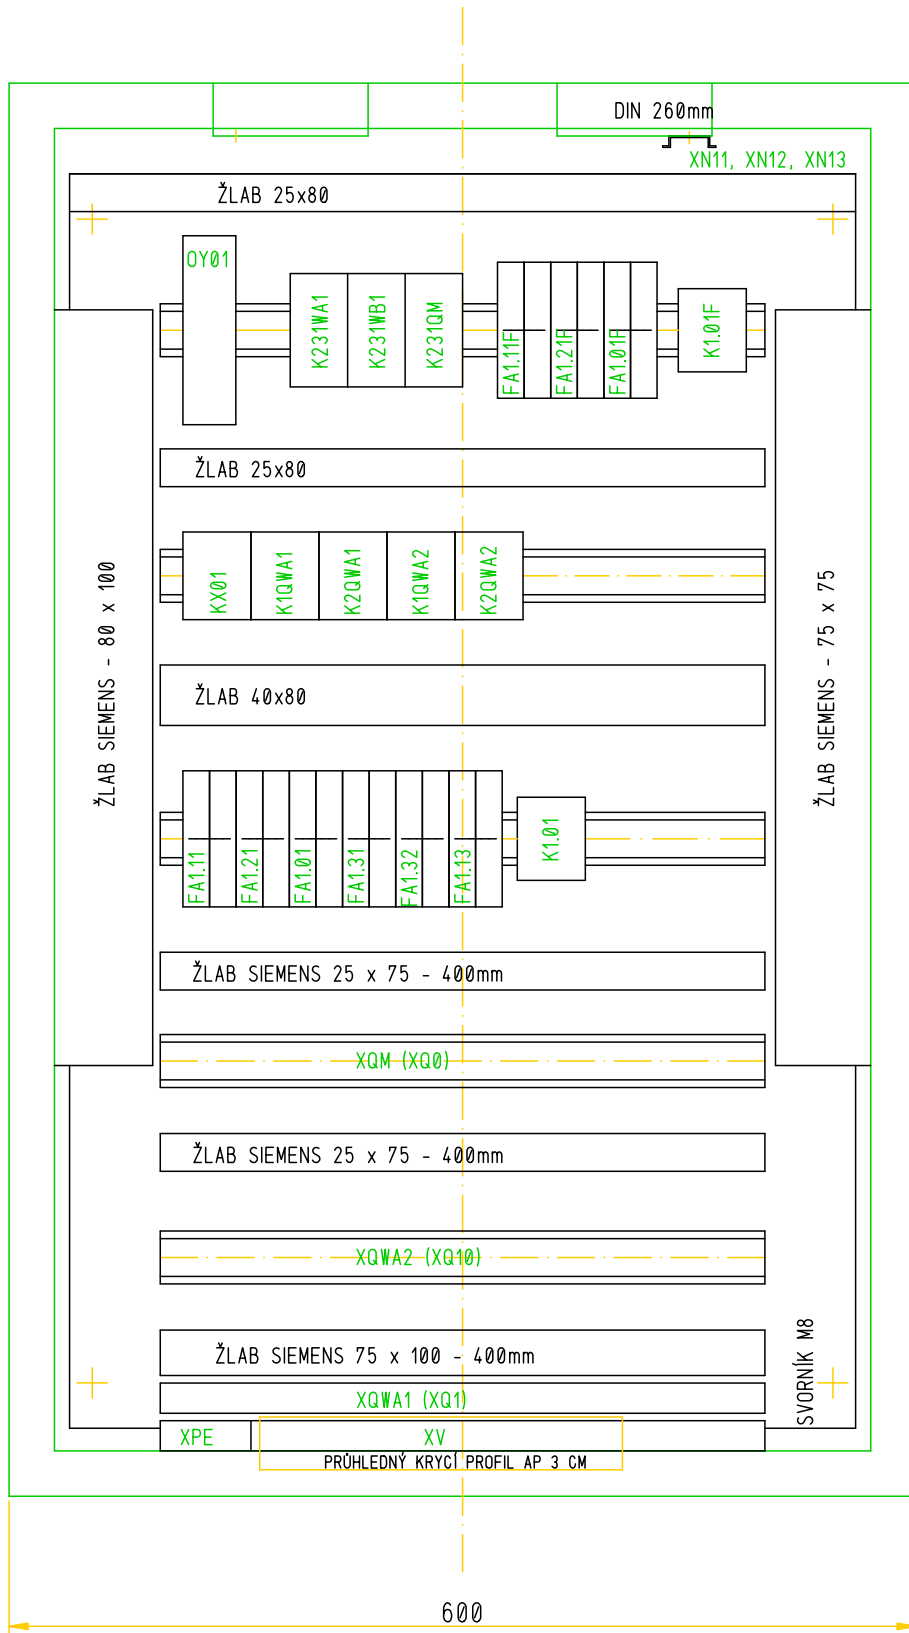 DIN 260mm
XN11, XN12, XN13
ŽLAB 25x80
OY01
K231WA1
K231WB1
K231QM
FA1.11F
FA1.21F
FA1.01F
K1.01F
ŽLAB 25x80
KX01
K1QWA1
K2QWA1
K1QWA2
K2QWA2
ŽLAB SIEMENS - 80 x 100
ŽLAB SIEMENS - 75 x 75
ŽLAB 40x80
FA1.11
FA1.21
FA1.01
FA1.31
FA1.32
FA1.13
K1.01
ŽLAB SIEMENS 25 x 75 - 400mm
XQM (XQ0)
ŽLAB SIEMENS 25 x 75 - 400mm
XQWA2 (XQ10)
ŽLAB SIEMENS 75 x 100 - 400mm
SVORNÍK M8
XQWA1 (XQ1)
XPE
XV
PRŮHLEDNÝ KRYCÍ PROFIL AP 3 CM
600